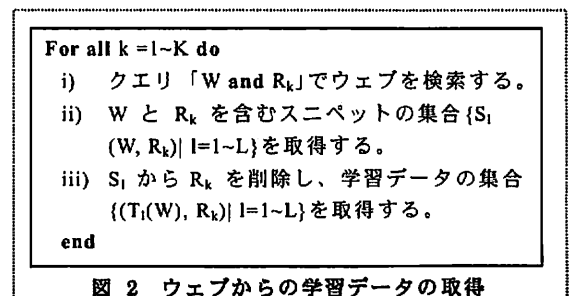 For all k =1~K do
i) クエリ「W and Rk」でウェブを検索する。
ii) W と Rk を含むスニペットの集合{Sl
(W, Rk)| l=1~L}を取得する。
iii) Sl から Rk を削除し、学習データの集合
{(Tl(W), Rk)| l=1~L}を取得する。
end
図 2 ウェブからの学習データの取得